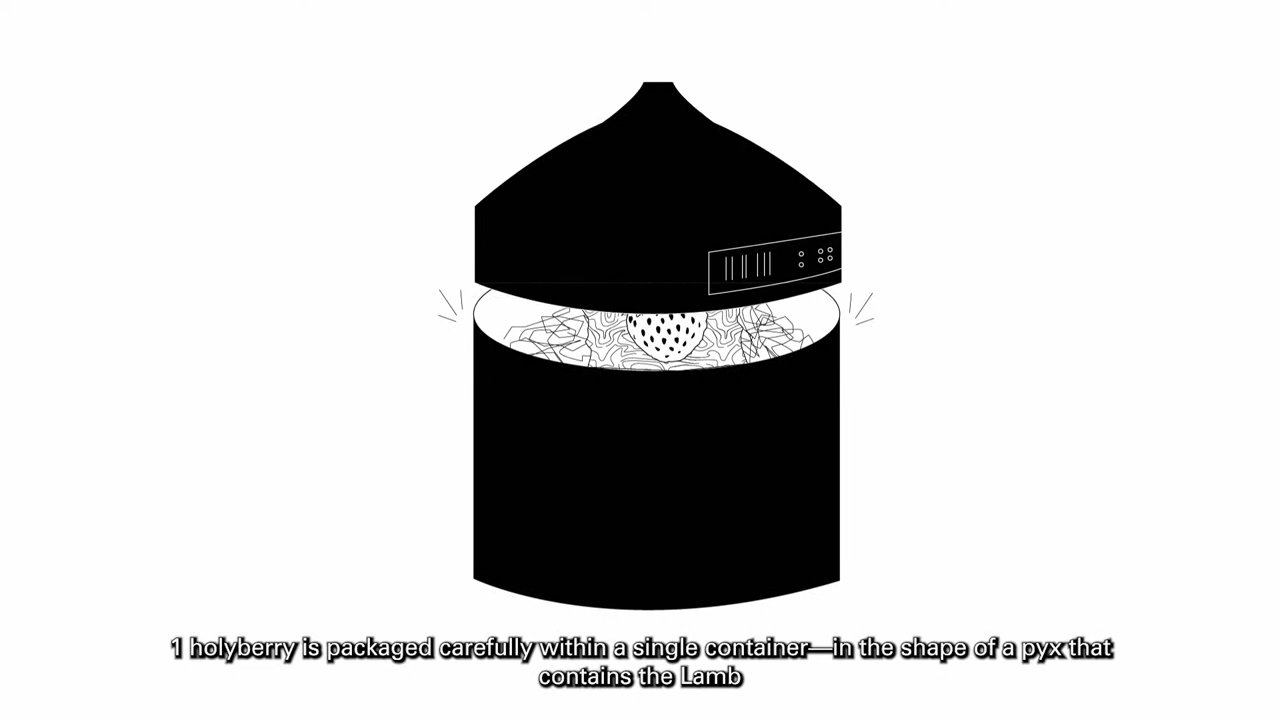 1 holyberry is packaged carefully within a single container—in the shape of a pyx that
contains the Lamb